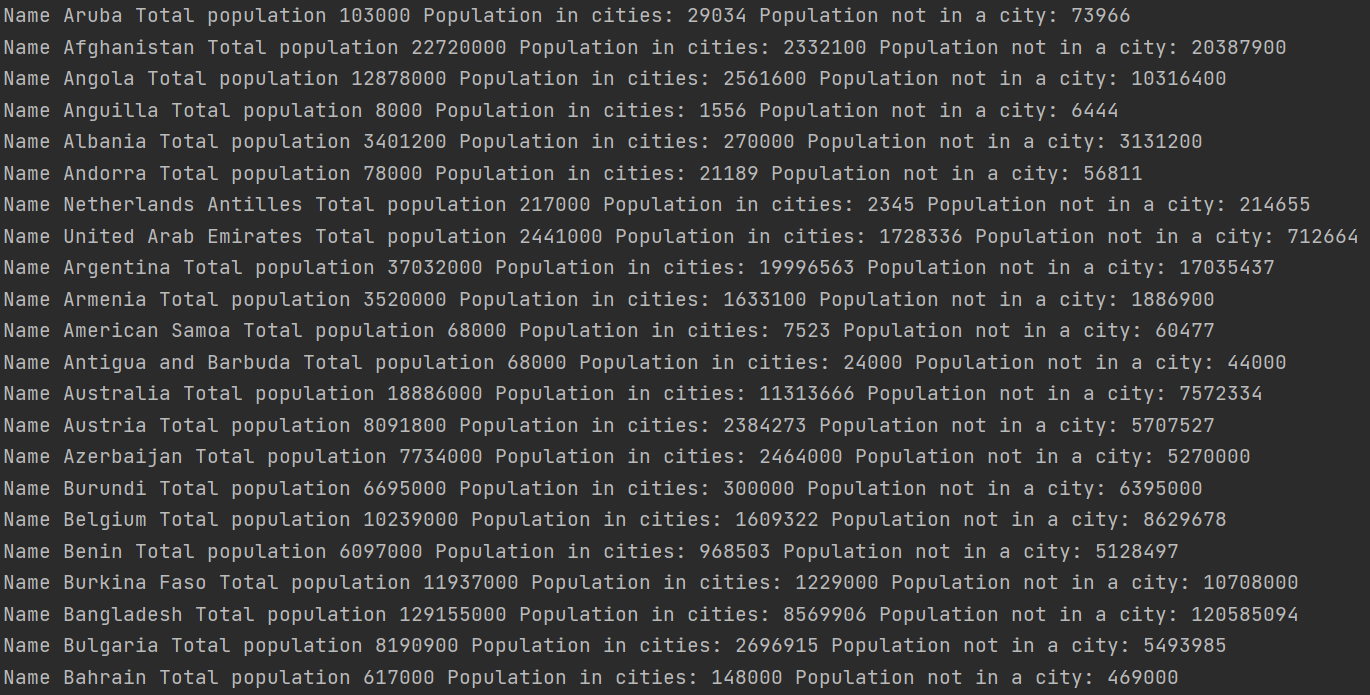 Name Aruba Total population 103000 Population in cities: 29034 Population not in a city: 73966
Name Afghanistan Total population 22720000 Population in cities: 2332100 Population not in a city: 20387900
Name Angola Total population 12878000 Population in cities: 2561600 Population not in a city: 10316400
Name Anguilla Total population 8000 Population in cities: 1556 Population not in a city: 6444
Name Albania Total population 3401200 Population in cities: 270000 Population not in a city: 3131200
Name Andorra Total population 78000 Population in cities: 21189 Population not in a city: 56811
Name Netherlands Antilles Total population 217000 Population in cities: 2345 Population not in a city: 214655
Name United Arab Emirates Total population 2441000 Population in cities: 1728336 Population not in a city: 712664
Name Argentina Total population 37032000 Population in cities: 19996563 Population not in a city: 17035437
Name Armenia Total population 3520000 Population in cities: 1633100 Population not in a city: 1886900
Name American Samoa Total population 68000 Population in cities: 7523 Population not in a city: 60477
Name Antigua and Barbuda Total population 68000 Population in cities: 24000 Population not in a city: 44000
Name Australia Total population 18886000 Population in cities: 11313666 Population not in a city: 7572334
Name Austria Total population 8091800 Population in cities: 2384273 Population not in a city: 5707527
Name Azerbaijan Total population 7734000 Population in cities: 2464000 Population not in a city: 5270000
Name Burundi Total population 6695000 Population in cities: 300000 Population not in a city: 6395000
Name Belgium Total population 10239000 Population in cities: 1609322 Population not in a city: 8629678
Name Benin Total population 6097000 Population in cities: 968503 Population not in a city: 5128497
Name Burkina Faso Total population 11937000 Population in cities: 1229000 Population not in a city: 10708000
Name Bangladesh Total population 129155000 Population in cities: 8569906 Population not in a city: 120585094
Name Bulgaria Total population 8190900 Population in cities: 2696915 Population not in a city: 5493985
Name Bahrain Total population 617000 Population in cities: 148000 Population not in a city: 469000